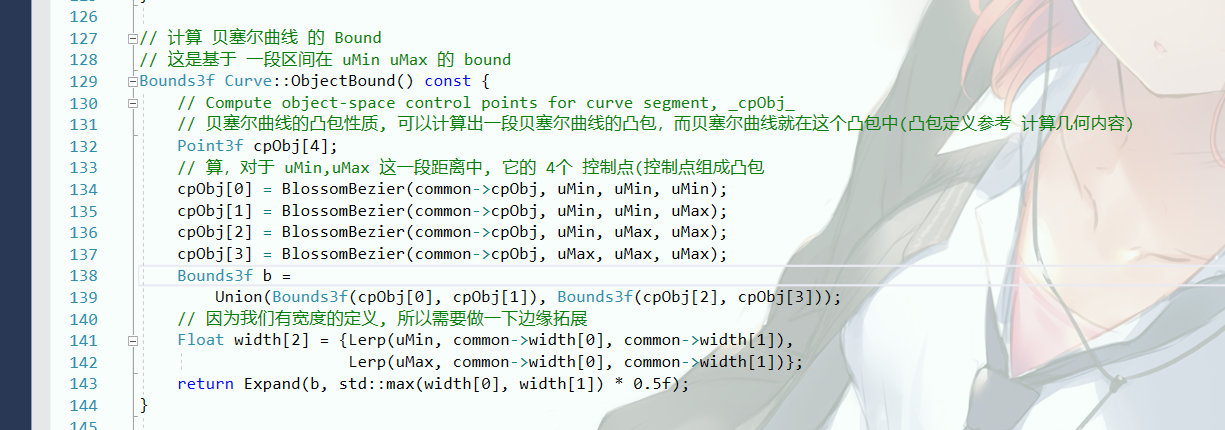 126
127 // 计算 贝塞尔曲线 的 Bound
128 // 这是基于 一段区间在 uMin uMax 的 bound
129 Bounds3f Curve::ObjectBound() const {
130 // Compute object-space control points for curve segment, _cpObj_
131 // 贝塞尔曲线的凸包性质, 可以计算出一段贝塞尔曲线的凸包, 而贝塞尔曲线就在这个凸包中(凸包定义参考 计算几何内容)
132 Point3f cpObj[4];
133 // 算, 对于 uMin,uMax 这一段距离中, 它的 4个 控制点(控制点组成凸包
134 cpObj[0] = BlossomBezier(common->cpObj, uMin, uMin, uMin);
135 cpObj[1] = BlossomBezier(common->cpObj, uMin, uMin, uMax);
136 cpObj[2] = BlossomBezier(common->cpObj, uMin, uMax, uMax);
137 cpObj[3] = BlossomBezier(common->cpObj, uMax, uMax, uMax);
138 Bounds3f b =
139 Union(Bounds3f(cpObj[0], cpObj[1]), Bounds3f(cpObj[2], cpObj[3]));
140 // 因为我们有宽度的定义, 所以需要做一下边缘拓展
141 Float width[2] = {Lerp(uMin, common->width[0], common->width[1]),
142 Lerp(uMax, common->width[0], common->width[1])};
143 return Expand(b, std::max(width[0], width[1]) * 0.5f);
144 }
145